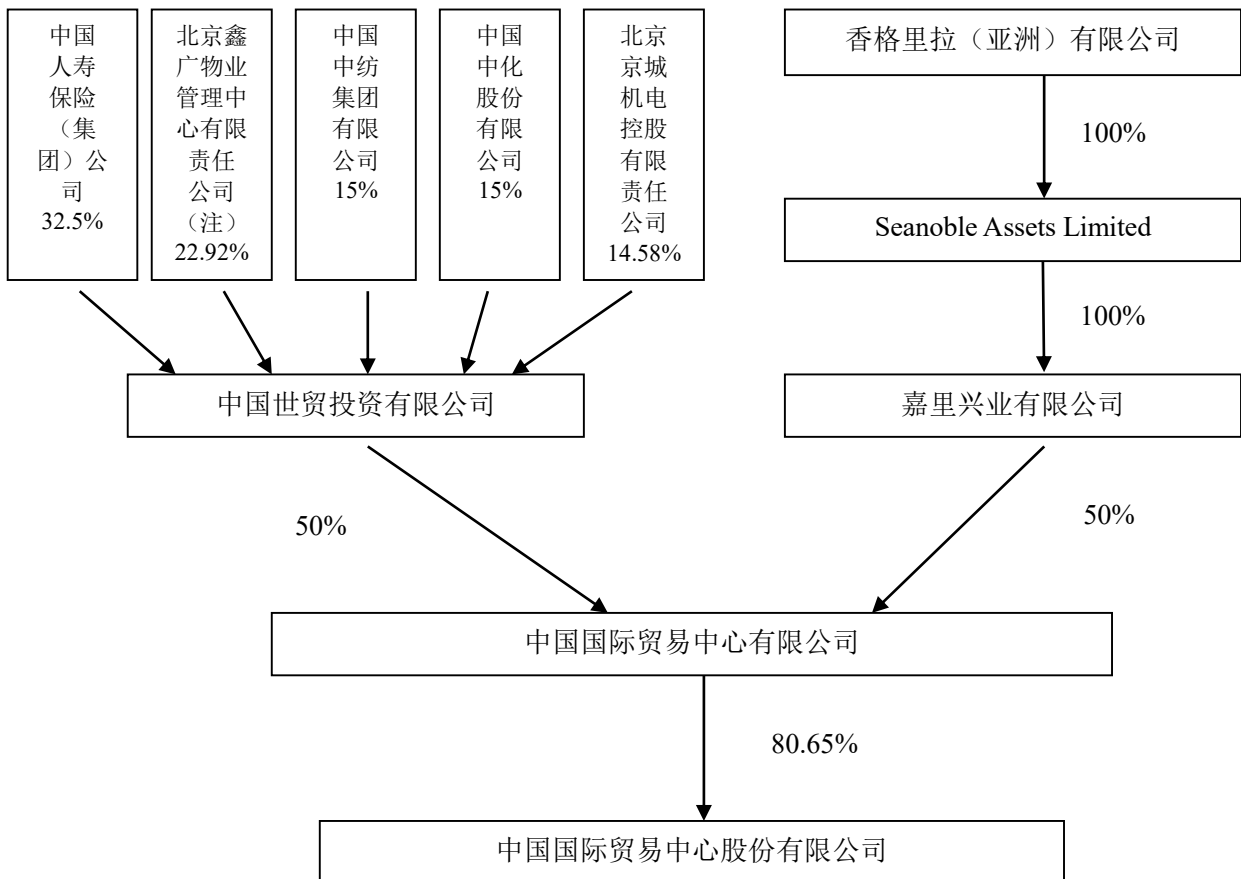 中国
人寿
保险
（集
团）公
司
32.5%
北京鑫
广物业
管理中
心有限
责任
公司
（注）
22.92%
中国
中纺
集团
有限
公司
15%
中国
中化
股份
有限
公司
15%
北京
京城
机电
控股
有限
责任
公司
14.58%
香格里拉（亚洲）有限公司
100%
Seanoble Assets Limited
100%
中国世贸投资有限公司
嘉里兴业有限公司
50%
50%
中国国际贸易中心有限公司
80.65%
中国国际贸易中心股份有限公司